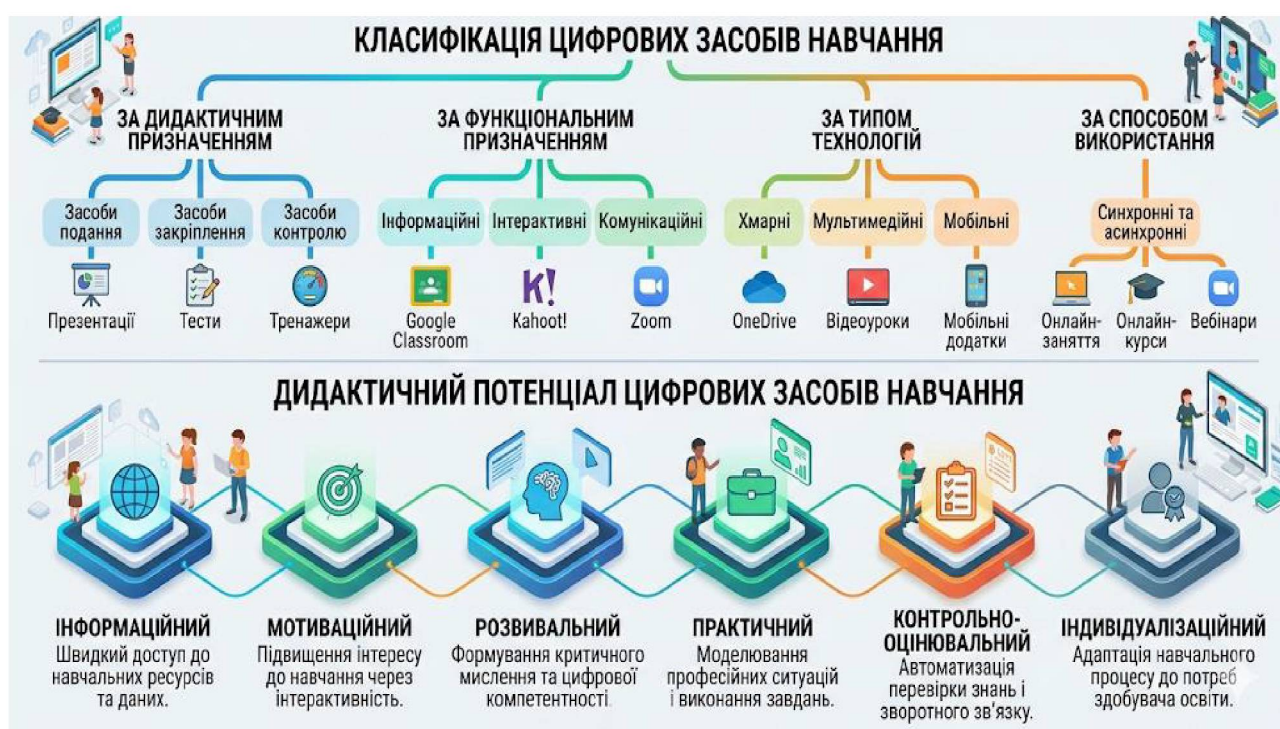 КЛАСИФІКАЦІЯ ЦИФРОВИХ ЗАСОБІВ НАВЧАННЯ
ЗА ДИДАКТИЧНИМ
ПРИЗНАЧЕННЯМ
Засоби
подання
Засоби
закріплення
Засоби
контролю
Презентації
Тести
Тренажери
ЗА ФУНКЦІОНАЛЬНИМ
ПРИЗНАЧЕННЯМ
Інформаційні
Інтерактивні
Комунікаційні
K!
Google
Classroom
Kahoot!
Zoom
ЗА ТИПОМ
ТЕХНОЛОГІЙ
Хмарні
Мультимедійні
Мобільні
OneDrive
Відеоуроки
Мобільні
додатки
ЗА СПОСОБОМ
ВИКОРИСТАННЯ
Синхронні та
асинхронні
Онлайн-
заняття
Онлайн-
курси
Вебінари
ДИДАКТИЧНИЙ ПОТЕНЦІАЛ ЦИФРОВИХ ЗАСОБІВ НАВЧАННЯ
ІНФОРМАЦІЙНИЙ
Швидкий доступ до
навчальних ресурсів
та даних.
МОТИВАЦІЙНИЙ
Підвищення інтересу
до навчання через
інтерактивність.
РОЗВИВАЛЬНИЙ
Формування критичного
мислення та цифрової
компетентності.
ПРАКТИЧНИЙ
Моделювання
професійних ситуацій
і виконання завдань.
КОНТРОЛЬНО-
ОЦІНЮВАЛЬНИЙ
Автоматизація
перевірки знань і
зворотного зв'язку.
ІНДИВІДУАЛІЗАЦІЙНИЙ
Адаптація навчального
процесу до потреб
здобувача освіти.